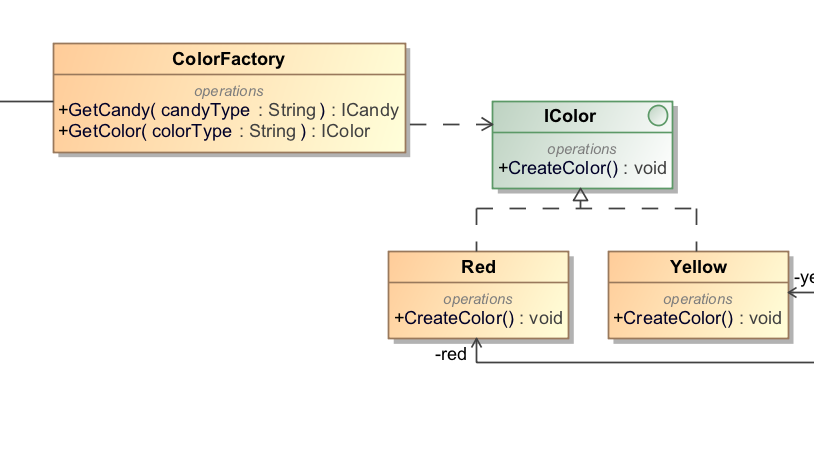 ColorFactory
operations
+GetCandy( candyType : String ) : ICandy
+GetColor( colorType : String ) : IColor
IColor
operations
+CreateColor() : void
Red
operations
+CreateColor() : void
Yellow
operations
+CreateColor() : void
-red